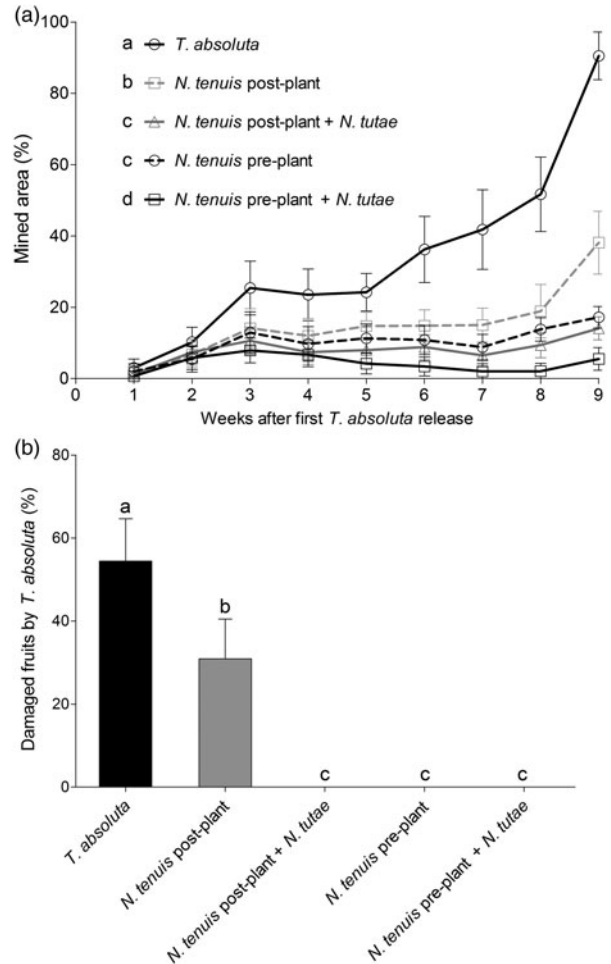 (a)
100
80
60
40
20
0
Mined area (%)
a T. absoluta
b N. tenuis post-plant
c N. tenuis post-plant + N. tutae
c N. tenuis pre-plant
d N. tenuis pre-plant + N. tutae
1 2 3 4 5 6 7 8 9
Weeks after first T. absoluta release
(b)
80
60
40
20
0
Damaged fruits by T. absoluta (%)
a
b
c c c
T. absoluta
N. tenuis post-plant
N. tenuis post-plant + N. tutae
N. tenuis pre-plant
N. tenuis pre-plant + N. tutae